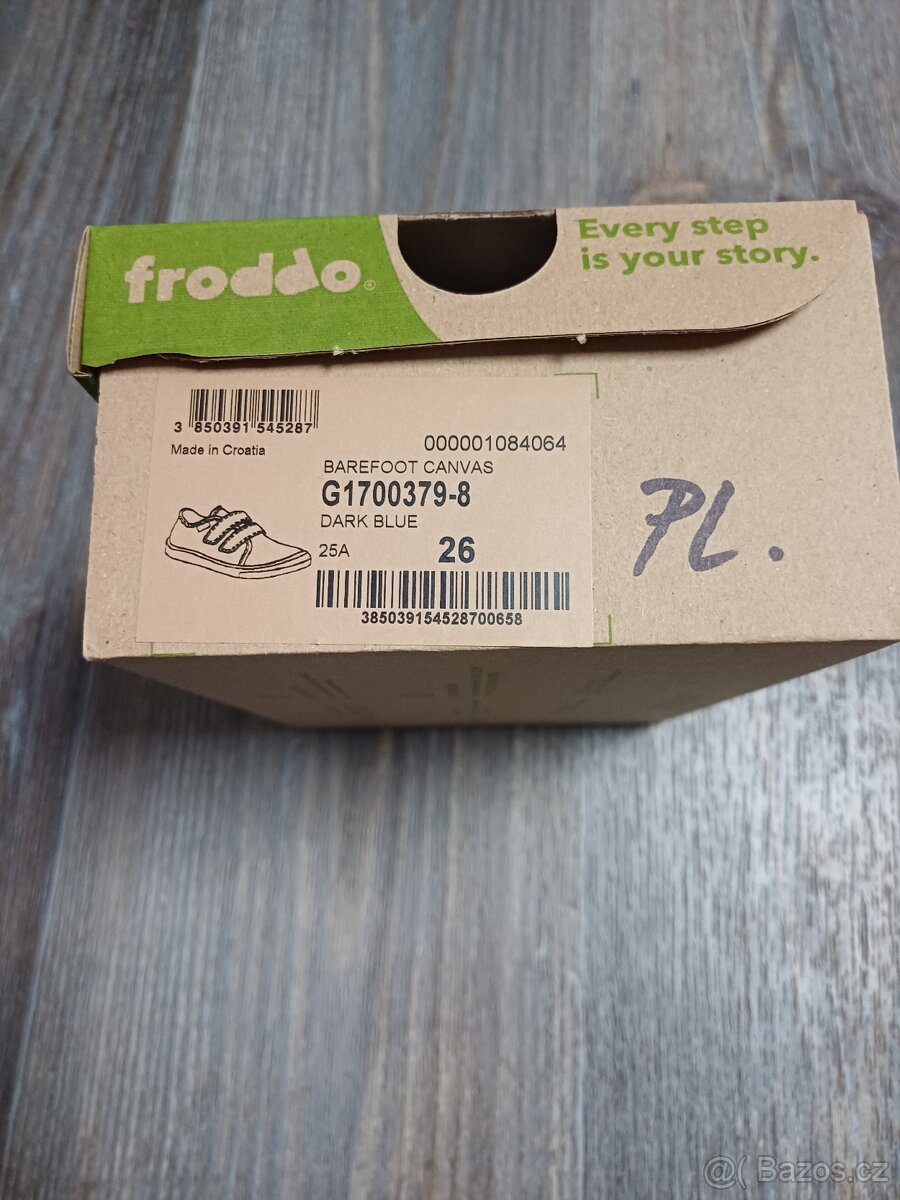 froddo®
Every step
is your story.
3 850391 545287
Made in Croatia
000001084064
BAREFOOT CANVAS
G1700379-8
DARK BLUE
25A
26
385039154528700658
PL.
@( Bazos.cz